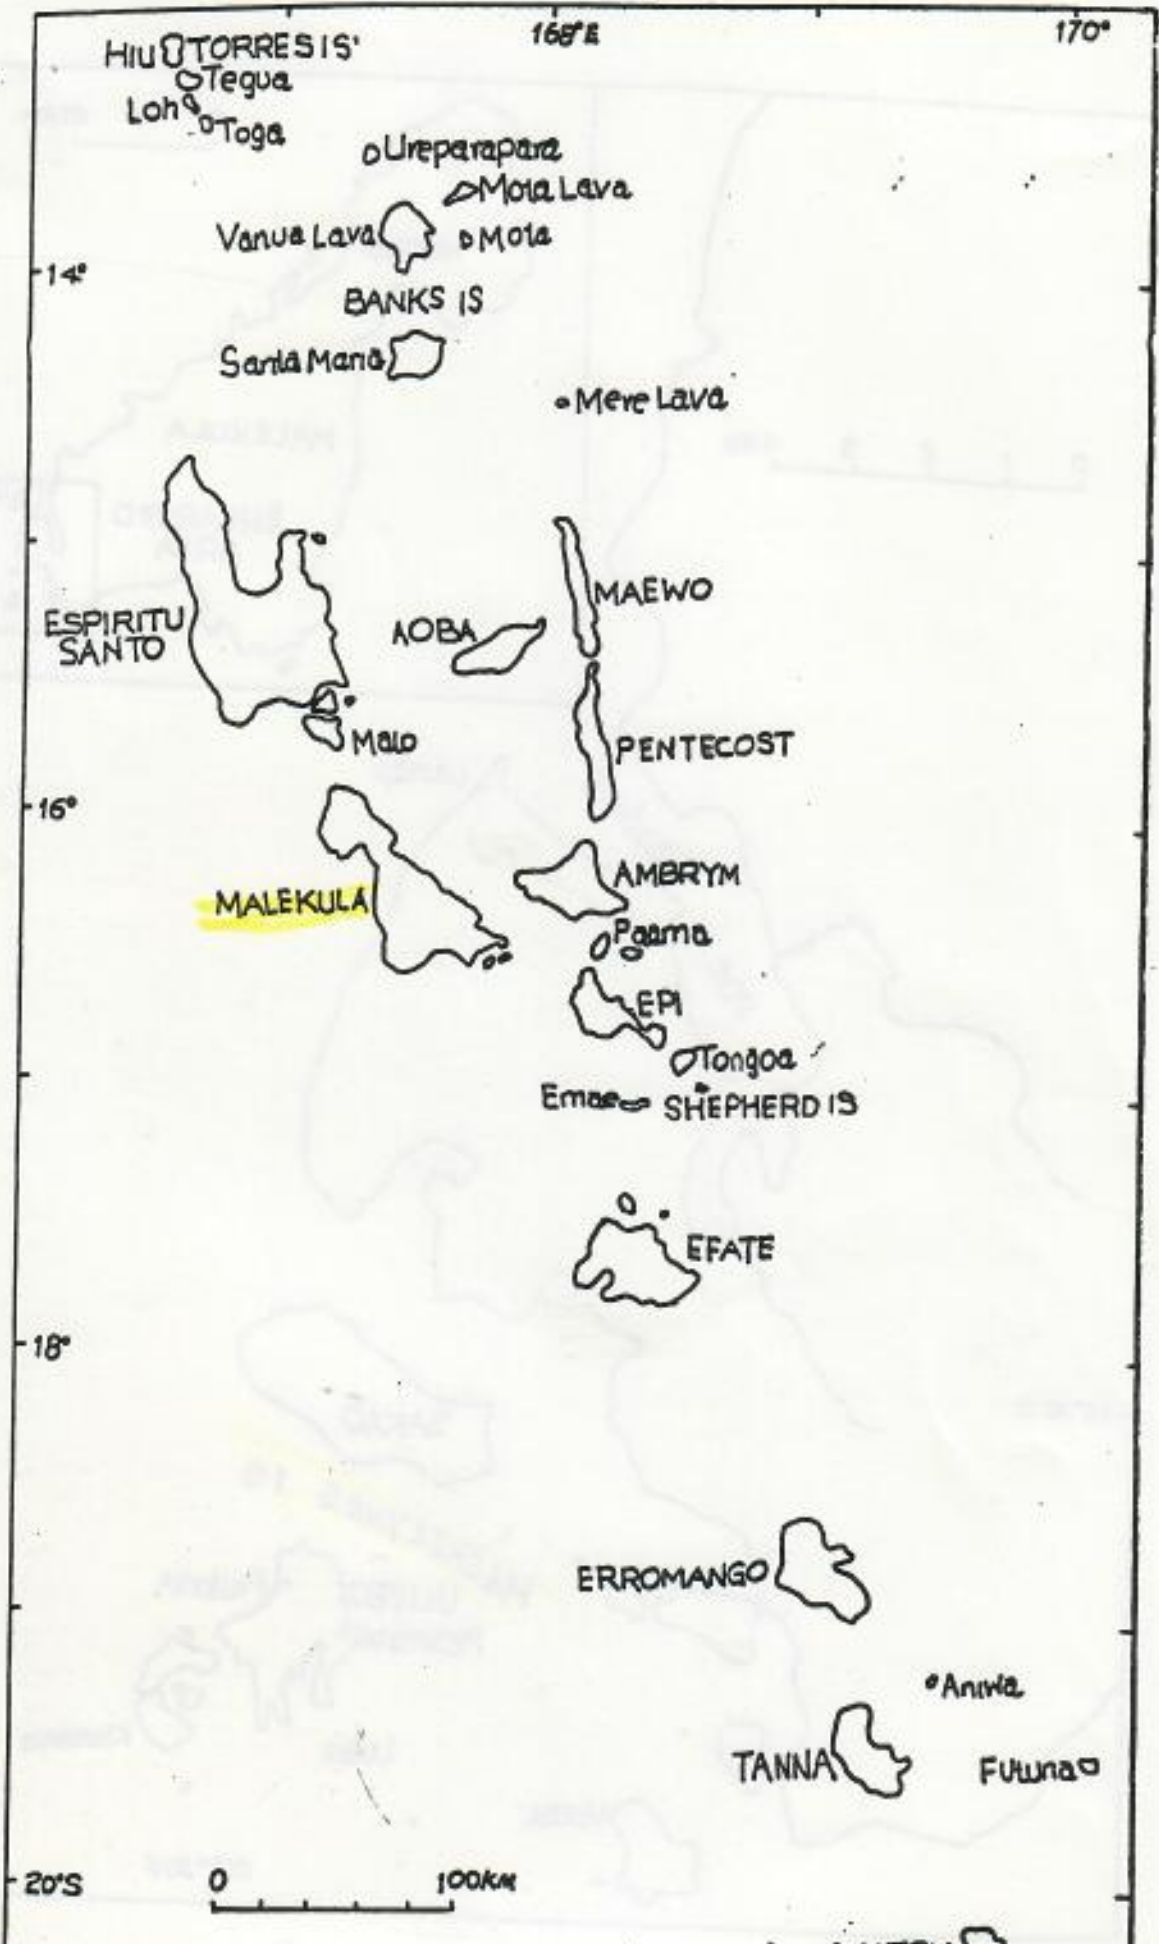 168°E
170°
HIU TORRES IS'
Tegua
Loh
Toga
Ureparapara
Mota Lava
Vanua Lava
Mota
14°
BANKS IS
Santa Maria
Mere Lava
MAEWO
ESPIRITU
SANTO
AOBA
Malo
PENTECOST
16°
AMBRYM
MALEKULA
Paama
EPI
Tongoa
Emae
SHEPHERD IS
EFATE
18°
ERROMANGO
Aniwa
TANNA
Futuna
20°S
0
100KM